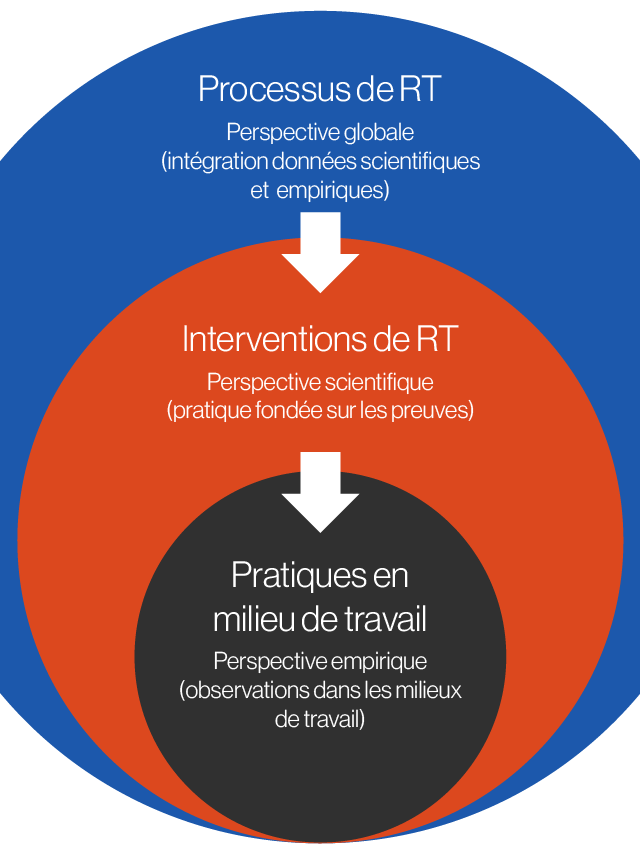 Processus de RT
Perspective globale
(intégration données scientifiques
et empiriques)
Interventions de RT
Perspective scientifique
(pratique fondée sur les preuves)
Pratiques en
milieu de travail
Perspective empirique
(observations dans les milieux
de travail)